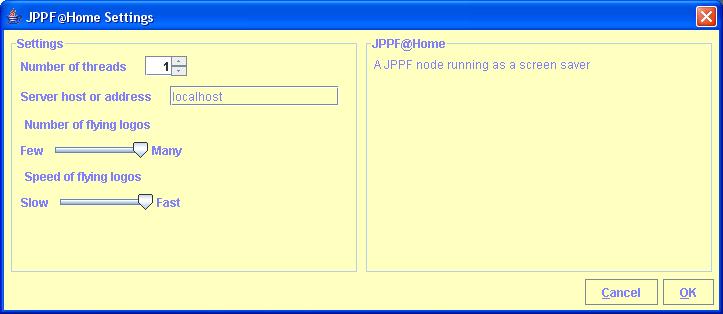 JPPF@Home Settings
Settings
Number of threads 1
Server host or address localhost
Number of flying logos
Few Many
Speed of flying logos
Slow Fast
JPPF@Home
A JPPF node running as a screen saver
Cancel OK